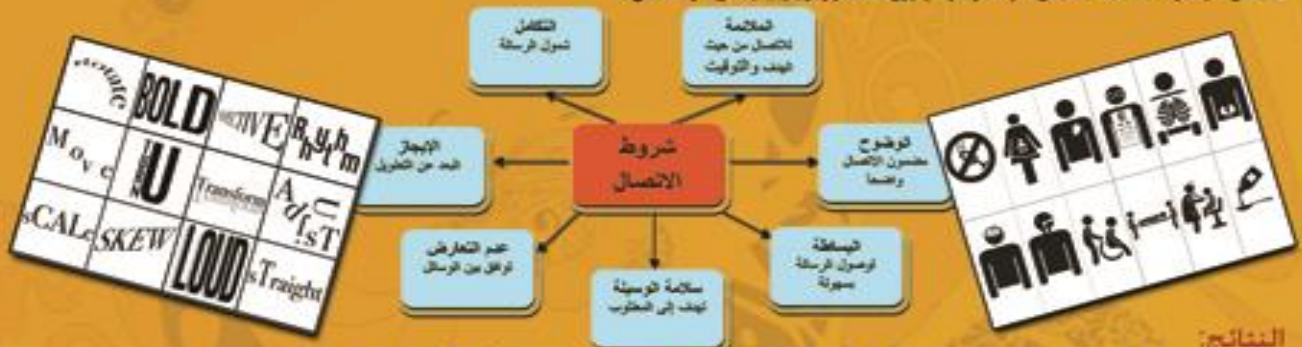 التكامل
شمول الرسالة
الملائمة
للاتصال من حيث
الهدف والتوقيت
الإيجاز
البعد عن التطويل
شروط
الاتصال
الوضوح
مضمون الاتصال
واضحا
عدم التعارض
توافق بين الوسائل
سلامة الوسيلة
تهدف إلى المطلوب
البساطة
لوصول الرسالة
بسهولة
BOLD
Rhythm
Move
Transform
AdjUsT
sCALe
SKEW
LOUD
sTraight
النتائج: